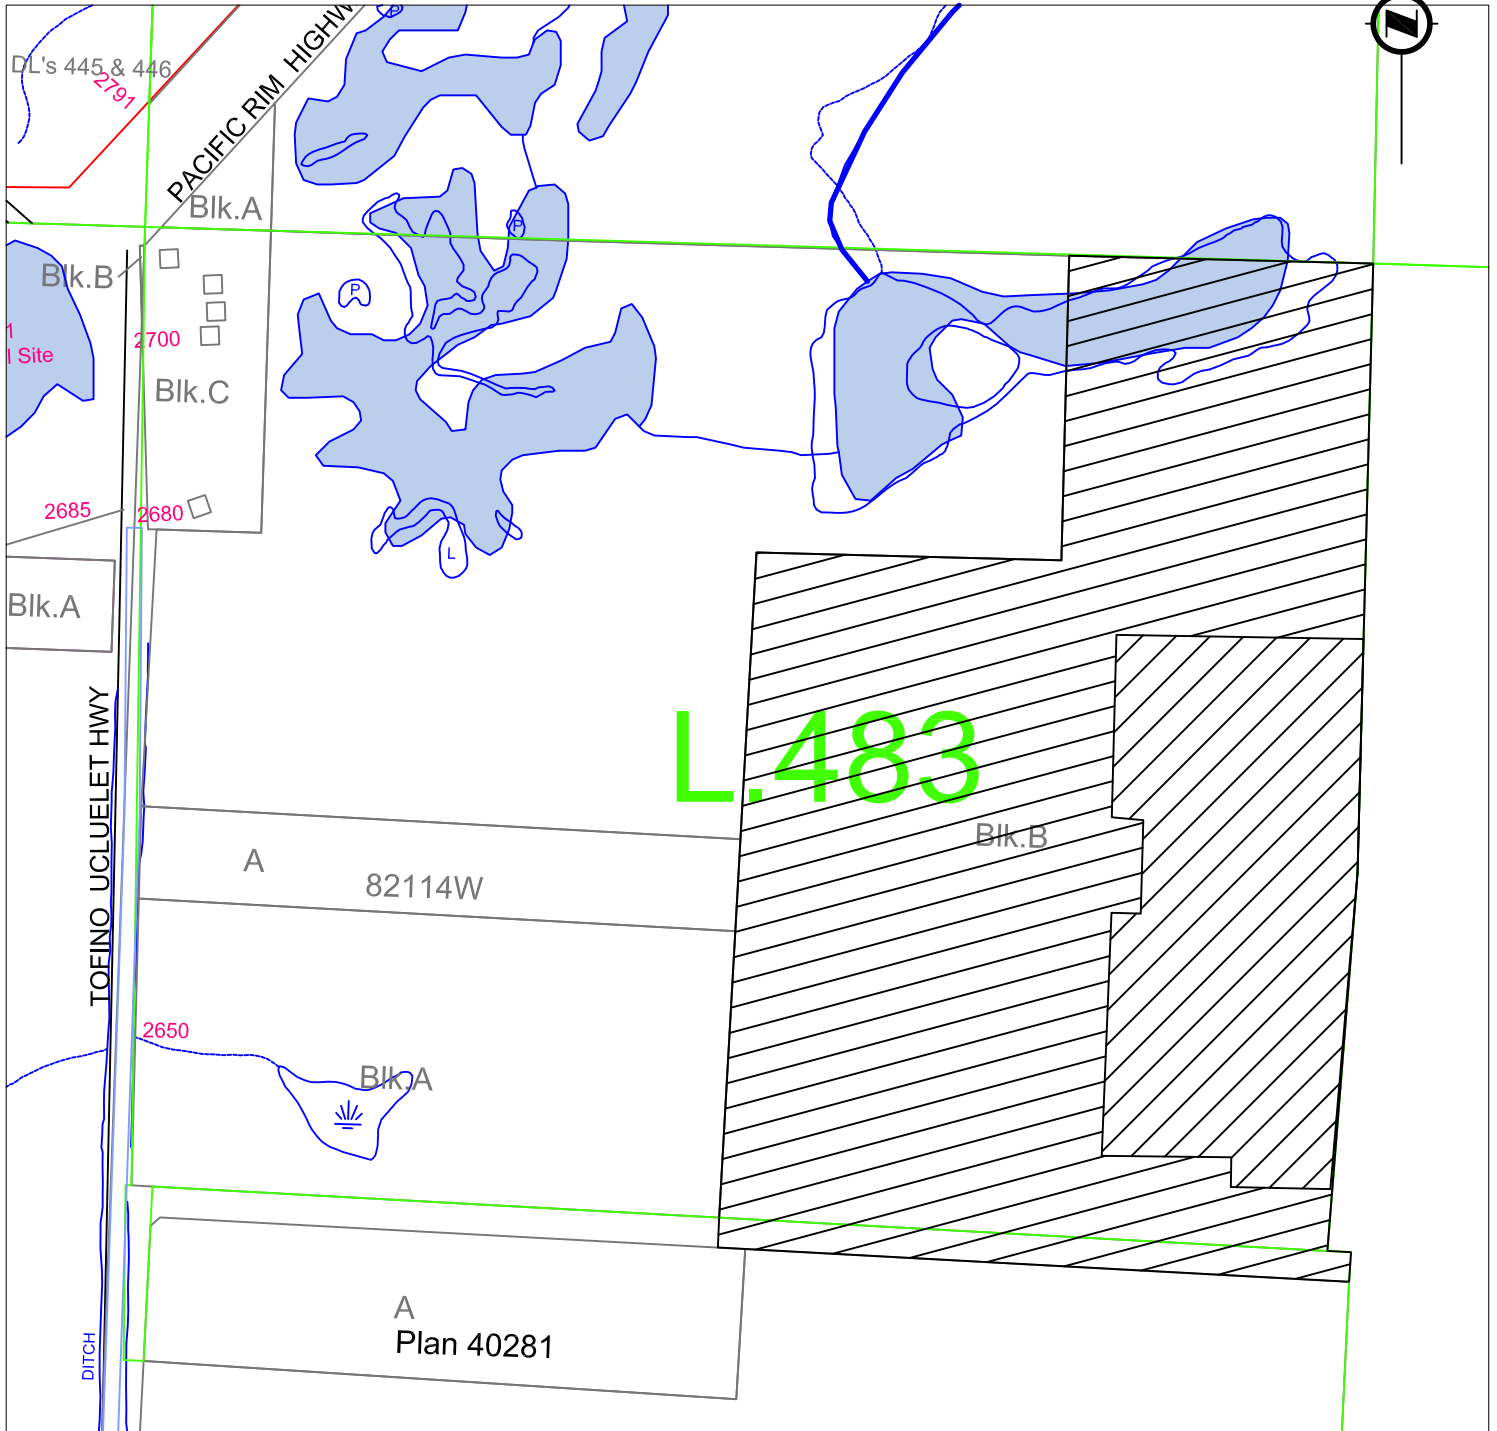 P
DL's 445 & 446
2791
PACIFIC RIM HIGHW
N
Blk.A
P
Blk.B
P
1
l Site
2700
Blk.C
2685
2680
L
Blk.A
TOFINO UCLUELET HWY
L.483
Blk.B
A
82114W
2650
Blk.A
A
Plan 40281
DITCH